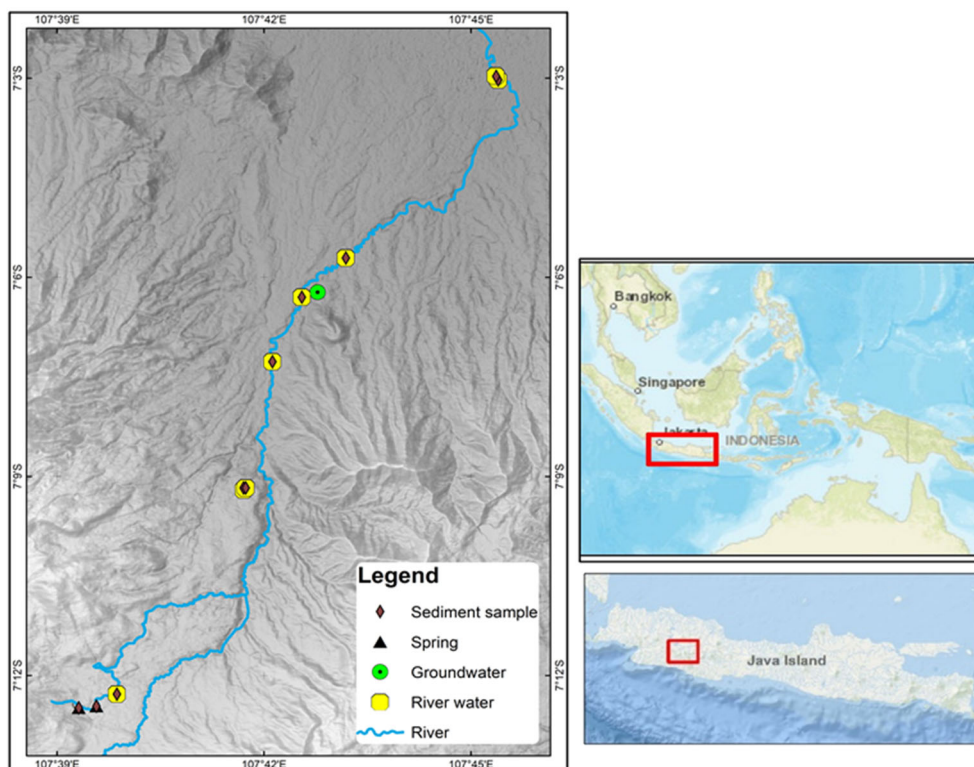 107°39'E 107°42'E 107°45'E
7°3'S 7°3'S
7°6'S 7°6'S
7°9'S 7°9'S
7°12'S 7°12'S
Legend
Sediment sample
Spring
Groundwater
River water
River
107°39'E 107°42'E 107°45'E
Bangkok
Singapore
Jakarta
INDONESIA
Java Island